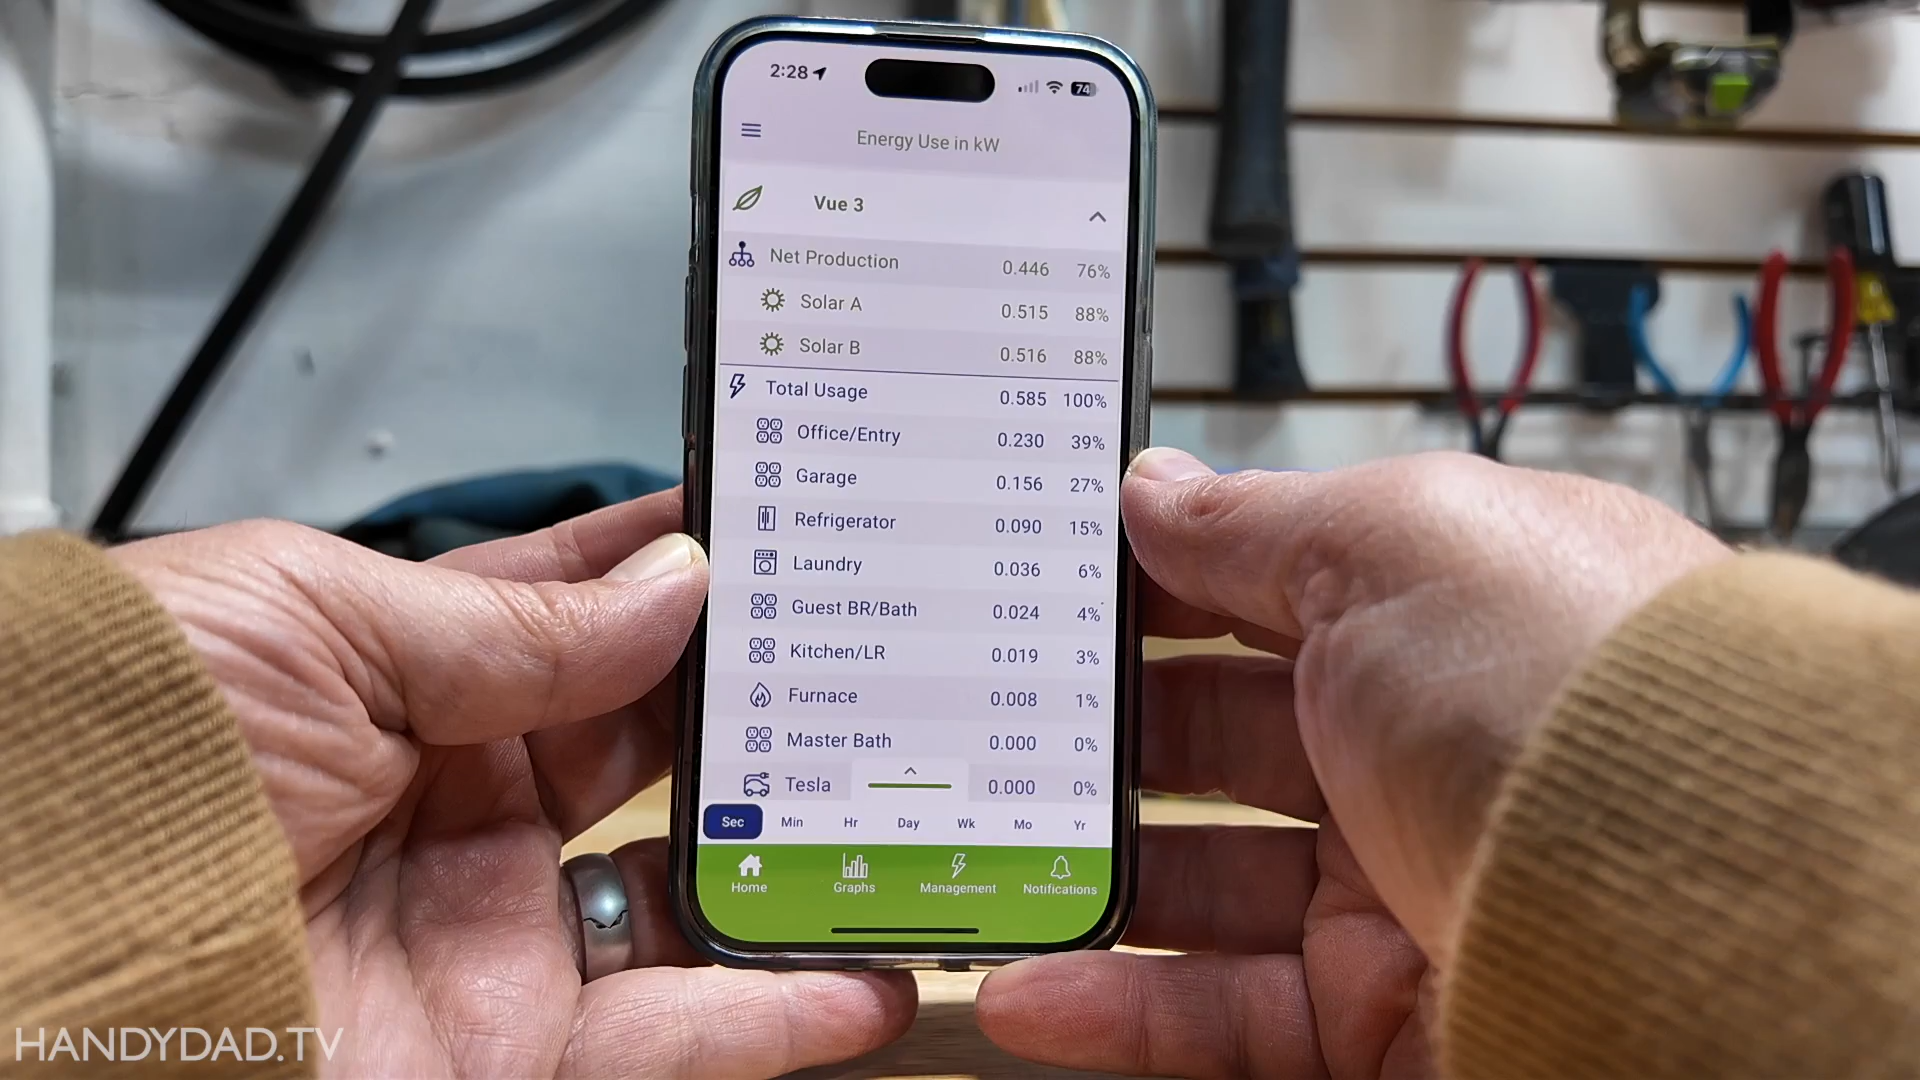 2:28
74
Energy Use in kW
Vue 3
Net Production 0.446 76%
Solar A 0.515 88%
Solar B 0.516 88%
Total Usage 0.585 100%
Office/Entry 0.230 39%
Garage 0.156 27%
Refrigerator 0.090 15%
Laundry 0.036 6%
Guest BR/Bath 0.024 4%
Kitchen/LR 0.019 3%
Furnace 0.008 1%
Master Bath 0.000 0%
Tesla 0.000 0%
Sec Min Hr Day Wk Mo Yr
Home Graphs Management Notifications
HANDYDAD.TV